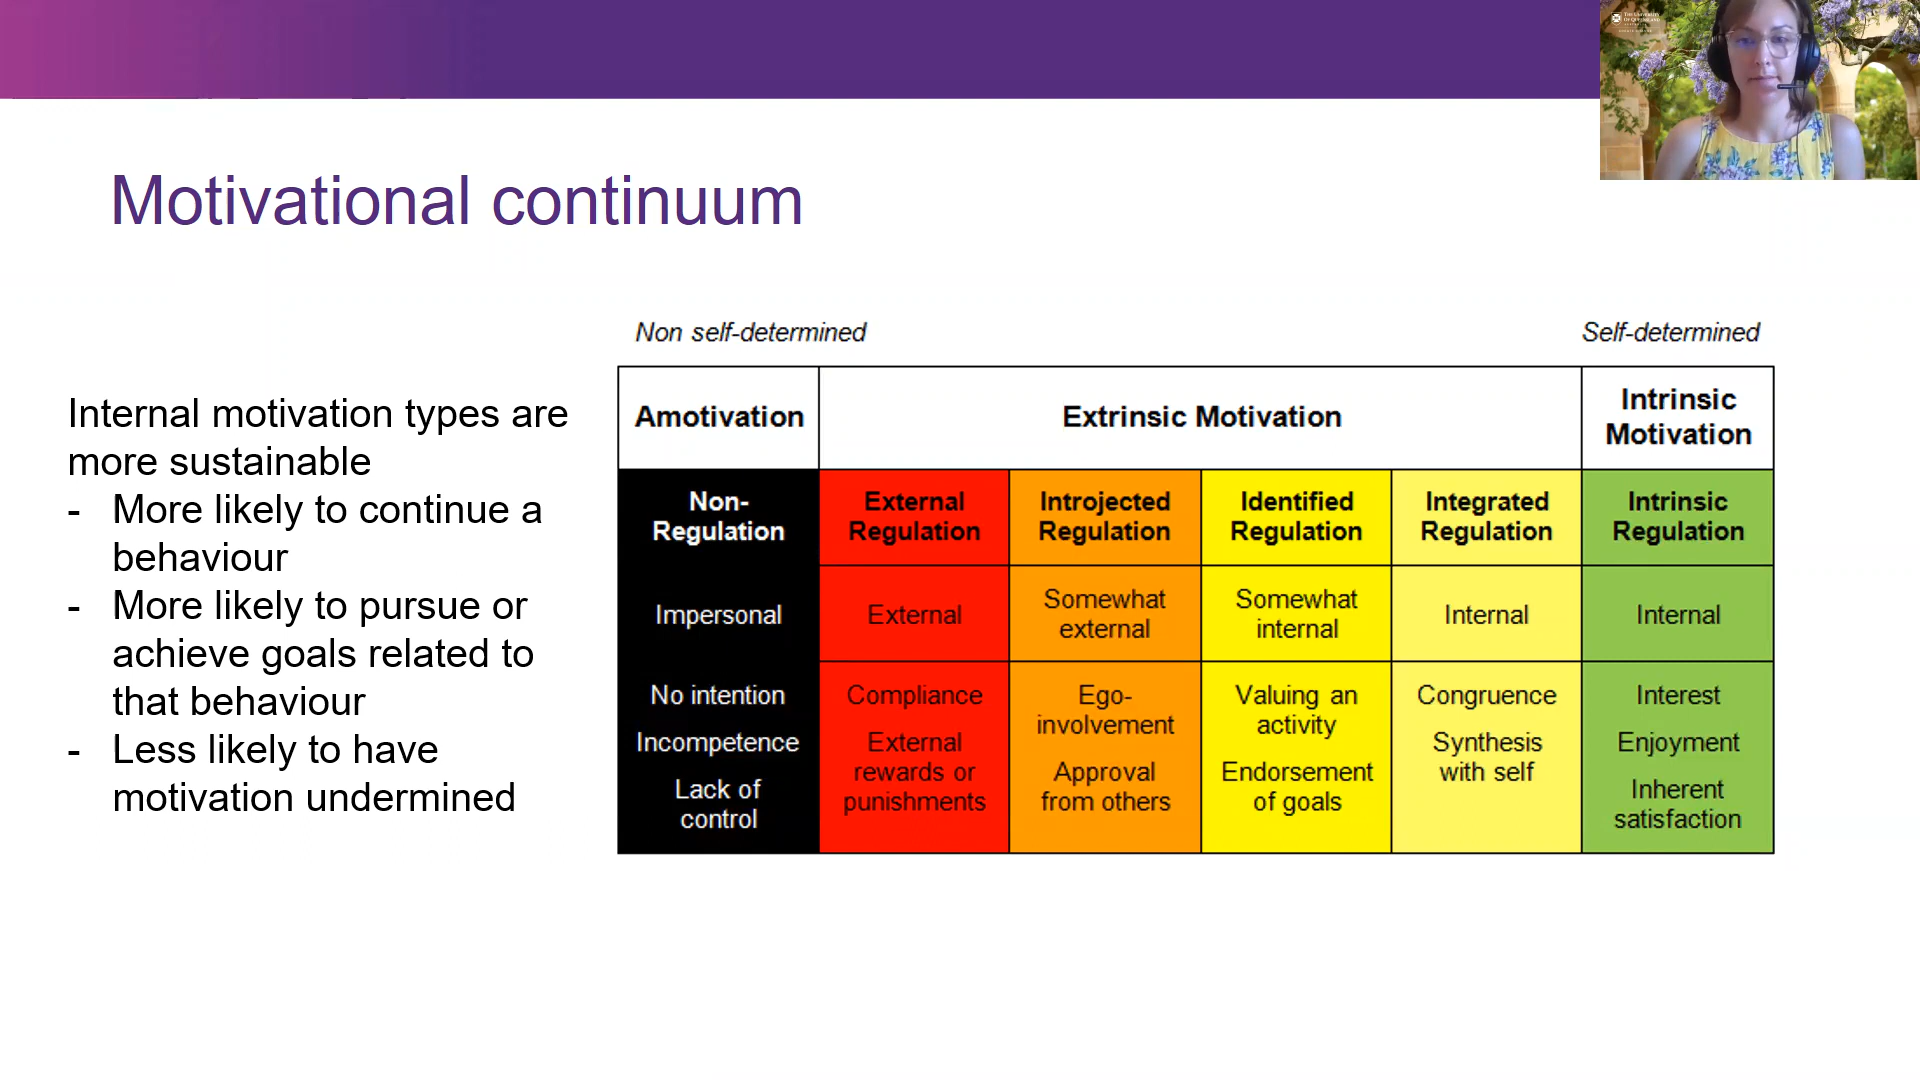 THE UNIVERSITY
OF QUEENSLAND
Motivational continuum
Internal motivation types are
more sustainable
- More likely to continue a
behaviour
- More likely to pursue or
achieve goals related to
that behaviour
- Less likely to have
motivation undermined
Non self-determined
Self-determined
Amotivation
Extrinsic Motivation
Intrinsic
Motivation
Non-
Regulation
External
Regulation
Introjected
Regulation
Identified
Regulation
Integrated
Regulation
Intrinsic
Regulation
Impersonal
External
Somewhat
external
Somewhat
internal
Internal
Internal
No intention
Incompetence
Lack of
control
Compliance
External
rewards or
punishments
Ego-
involvement
Approval
from others
Valuing an
activity
Endorsement
of goals
Congruence
Synthesis
with self
Interest
Enjoyment
Inherent
satisfaction